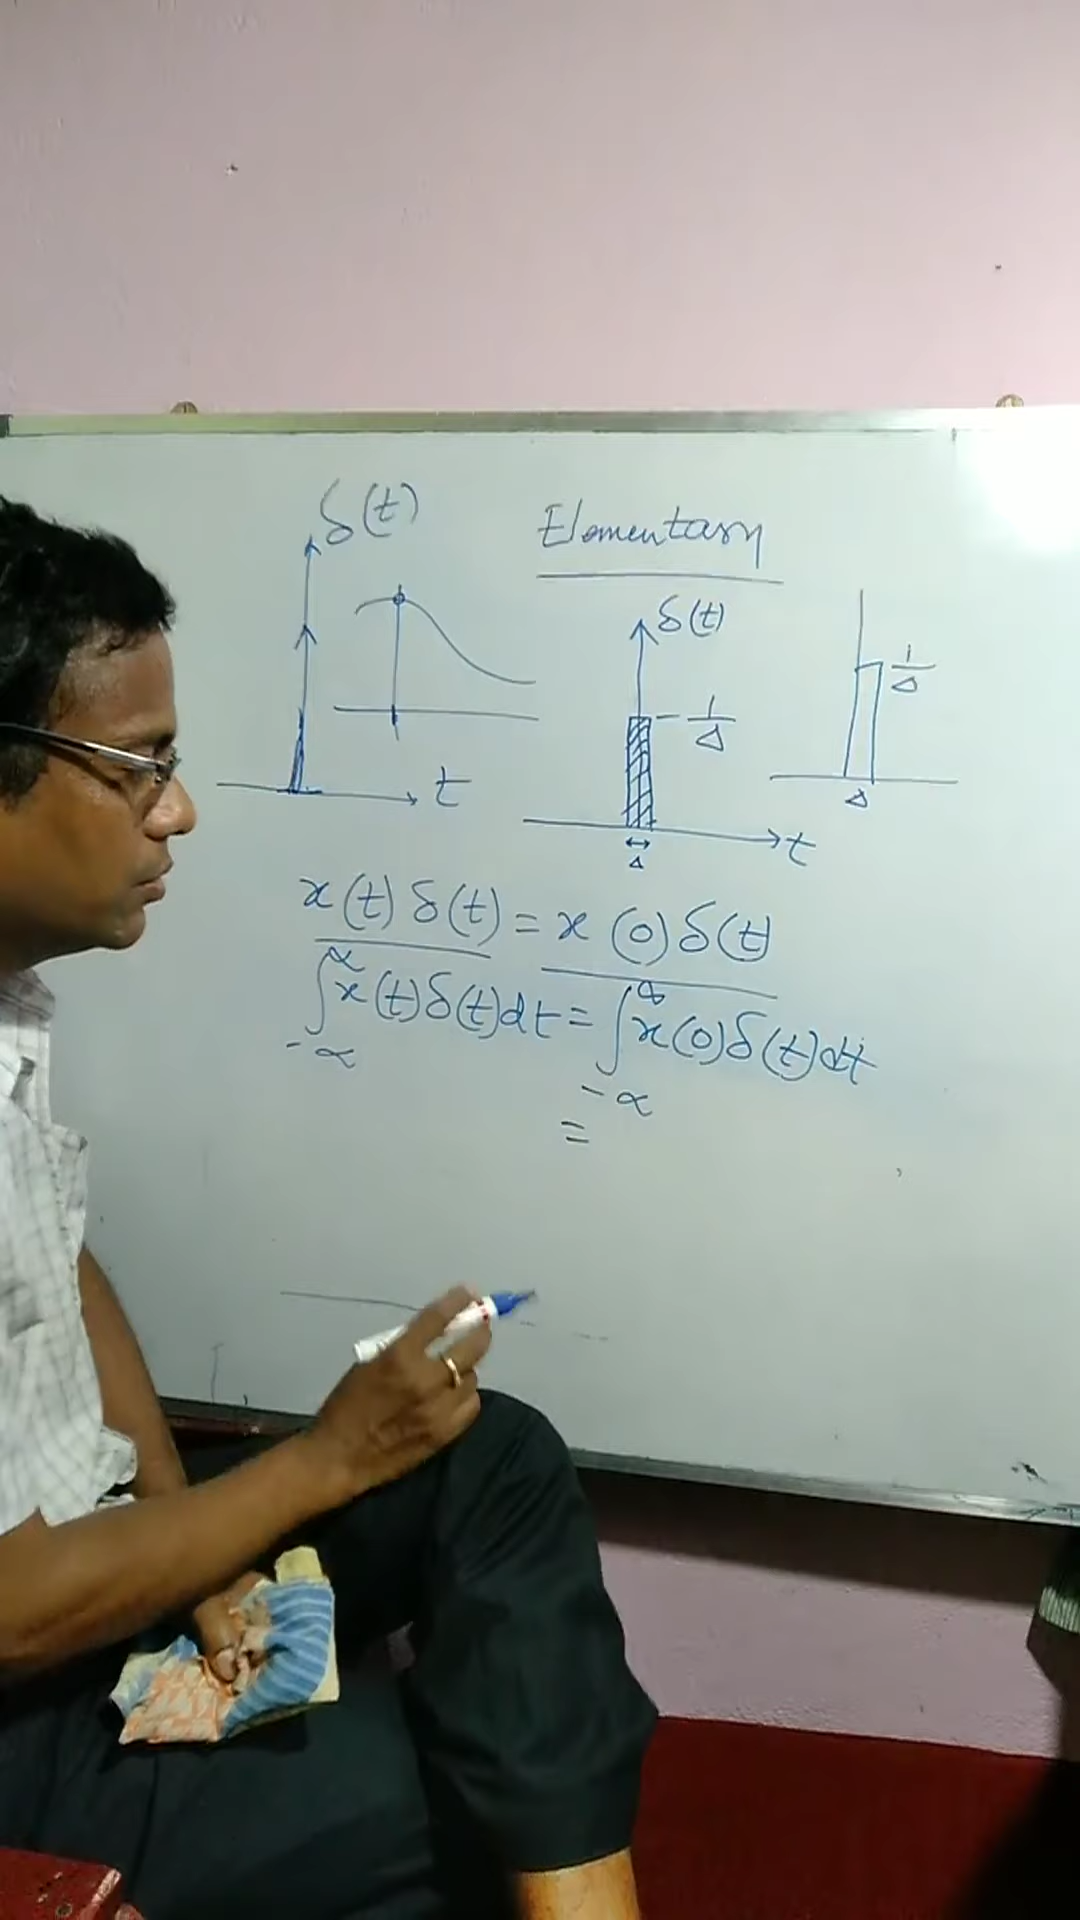 δ(t)
Elementary
δ(t)
1/Δ
1/Δ
t
Δ
Δ
t
x(t) δ(t) = x(0) δ(t)
∫_{-∝}^{∝} x(t)δ(t)dt = ∫_{-∝}^{∝} x(0)δ(t)dt
=